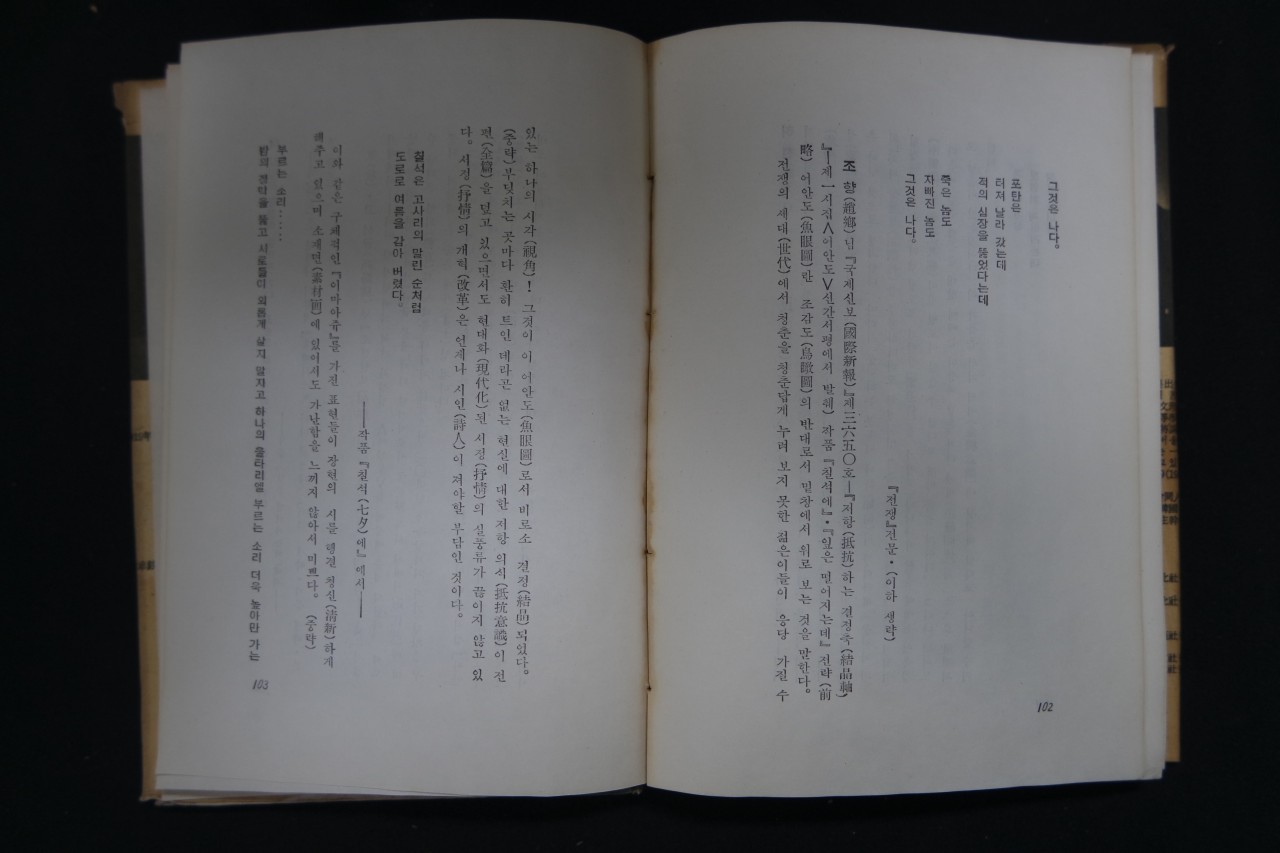 그것은 나다。
포탄은
터져 날라 갔는데
적의 심장을 뚫었다는데
죽은 놈도
자빠진 놈도
그것은 나다。
『전쟁』전문・(이하 생략)
조 향(趙鄕)님『국제신보(國際新報)』제三六五〇호—『저항(抵抗)하는 결정축(結晶軸)
』—제一시집∧어안도∨신간서평에서 발췌) 작품『칠석에』・『잎은 떨어지는데』전략(前
略) 어안도(魚眼圖)란 조감도(鳥瞰圖)의 반대로서 밑창에서 위로 보는 것을 말한다。
전쟁의 세대(世代)에서 청춘을 청춘답게 누려 보지 못한 젊은이들이 응당 가질 수
102
있는 하나의 시각(視角)! 그것이 이 어안도(魚眼圖)로서 비로소 결정(結晶)되었다。
(중략) 부딪치는 곳마다 환히 트인 데라곤 없는 현실에 대한 저항 의식(抵抗意識)이 전
편(全篇)을 덮고 있으면서도 현대화(現代化)된 서정(抒情)의 실풍류가 끊이지 않고 있
다。서정(抒情)의 개혁(改革)은 언제나 시인(詩人)이 져야할 부담인 것이다。
칠석은 고사리의 말린 순처럼
도로로 여름을 감아 버렸다。
——작품『칠석(七夕)에』에서——
이와 같은 구체적인『이마아쥬』를 가진 표현들이 장현의 시를 탱결 청신(淸新)하게
해주고 있으며 소재면(素材面)에 있어서도 가난함을 느끼지 않아서 미쁘다。(중략)
부르는 소리……
밤의 장막을 뚫고 서로들이 외롭게 살지 말자고 하나의 울타리엘 부르는 소리 더욱 높아만 가는
103